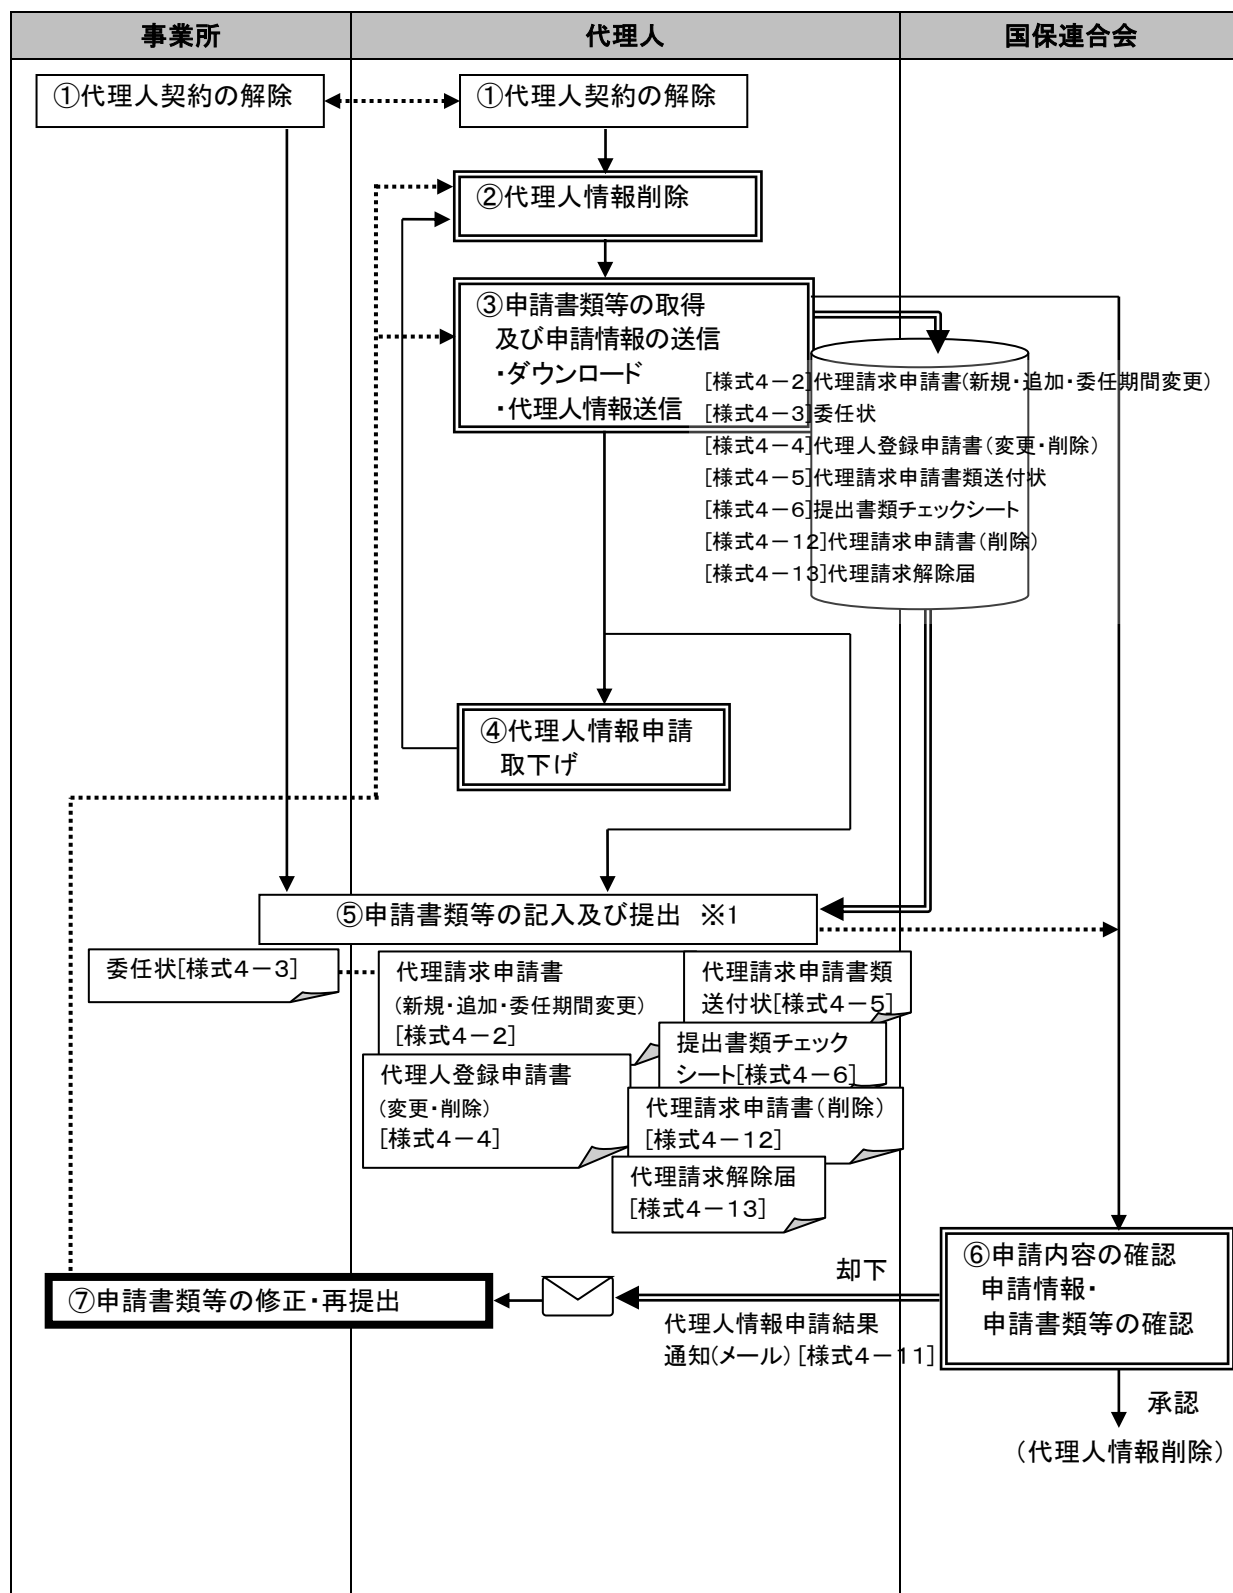 事業所
代理人
国保連合会
①代理人契約の解除
①代理人契約の解除
②代理人情報削除
③申請書類等の取得
及び申請情報の送信
・ダウンロード
・代理人情報送信
[様式4－2]代理請求申請書(新規・追加・委任期間変更)
[様式4－3]委任状
[様式4－4]代理人登録申請書(変更・削除)
[様式4－5]代理請求申請書類送付状
[様式4－6]提出書類チェックシート
[様式4－12]代理請求申請書(削除)
[様式4－13]代理請求解除届
④代理人情報申請
取下げ
⑤申請書類等の記入及び提出 ※1
委任状[様式4－3]
代理請求申請書
(新規・追加・委任期間変更)
[様式4－2]
代理請求申請書類
送付状[様式4－5]
提出書類チェック
シート[様式4－6]
代理人登録申請書
(変更・削除)
[様式4－4]
代理請求申請書(削除)
[様式4－12]
代理請求解除届
[様式4－13]
⑥申請内容の確認
申請情報・
申請書類等の確認
却下
⑦申請書類等の修正・再提出
代理人情報申請結果
通知(メール)[様式4－11]
承認
(代理人情報削除)